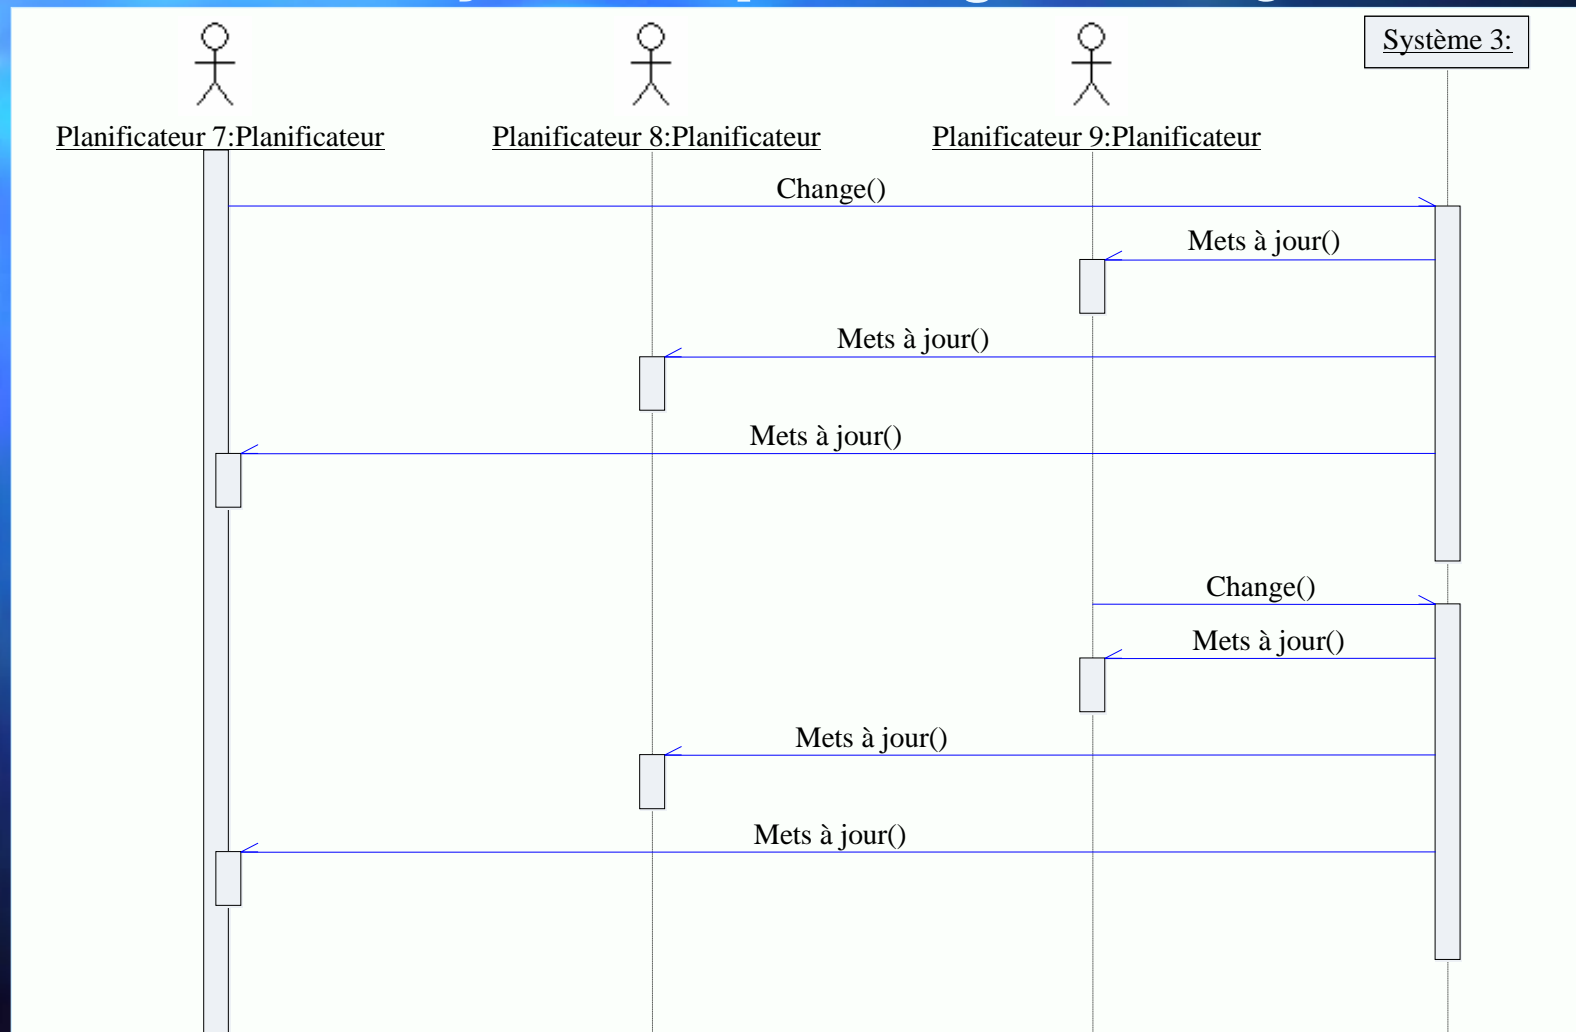 Système 3:
Planificateur 7:Planificateur
Planificateur 8:Planificateur
Planificateur 9:Planificateur
Change()
Mets à jour()
Mets à jour()
Mets à jour()
Change()
Mets à jour()
Mets à jour()
Mets à jour()